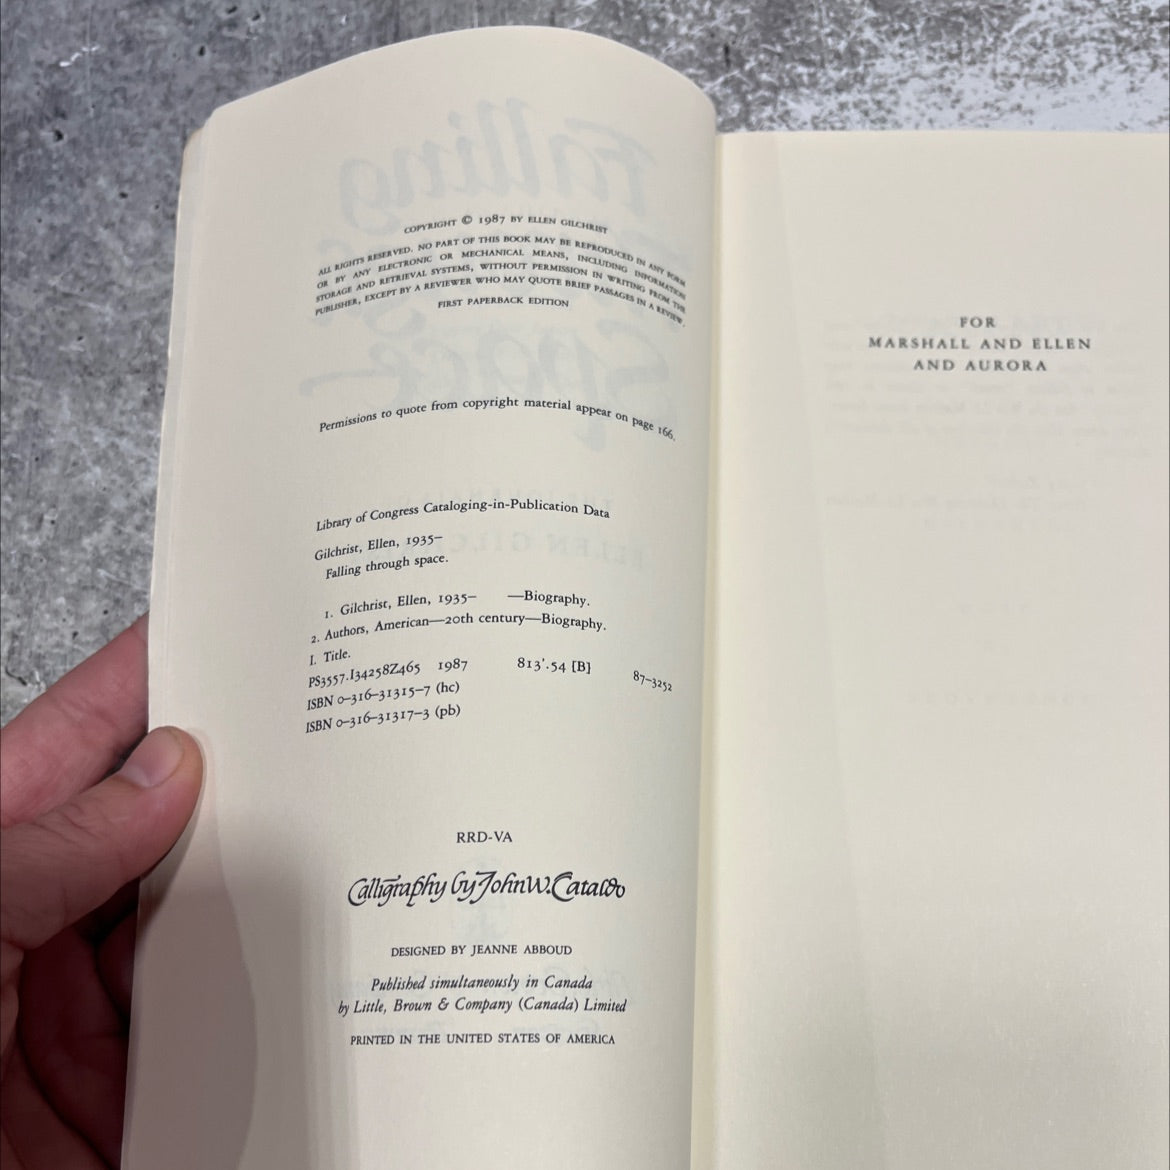 COPYRIGHT © 1987 BY ELLEN GILCHRIST
ALL RIGHTS RESERVED. NO PART OF THIS BOOK MAY BE REPRODUCED IN ANY FORM
OR BY ANY ELECTRONIC OR MECHANICAL MEANS, INCLUDING INFORMATION
STORAGE AND RETRIEVAL SYSTEMS, WITHOUT PERMISSION IN WRITING FROM THE
PUBLISHER, EXCEPT BY A REVIEWER WHO MAY QUOTE BRIEF PASSAGES IN A REVIEW.
FIRST PAPERBACK EDITION
Permissions to quote from copyright material appear on page 166.
Library of Congress Cataloging-in-Publication Data
Gilchrist, Ellen, 1935–
Falling through space.
1. Gilchrist, Ellen, 1935– —Biography.
2. Authors, American—20th century—Biography.
I. Title.
PS3557.I34258Z465 1987 813'.54 [B] 87–3252
ISBN 0–316–31315–7 (hc)
ISBN 0–316–31317–3 (pb)
RRD-VA
Calligraphy by John W. Cataldo
DESIGNED BY JEANNE ABBOUD
Published simultaneously in Canada
by Little, Brown & Company (Canada) Limited
PRINTED IN THE UNITED STATES OF AMERICA
FOR
MARSHALL AND ELLEN
AND AURORA